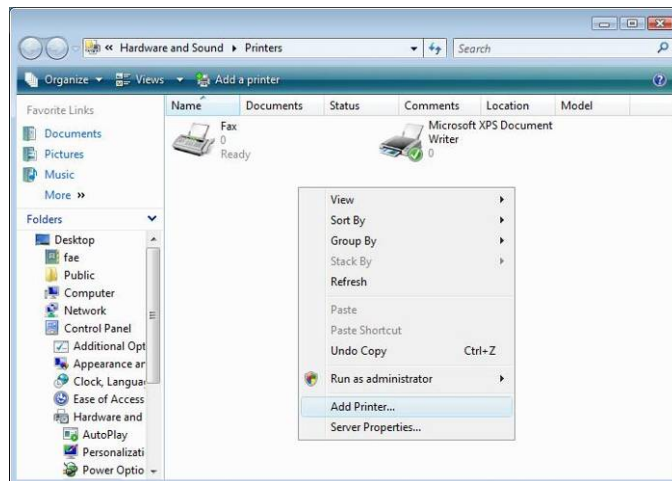 « Hardware and Sound ▸ Printers
Search
Organize Views Add a printer
Favorite Links
Documents
Pictures
Music
More »
Folders
Desktop
fae
Public
Computer
Network
Control Panel
Additional Opt
Appearance ar
Clock, Langua
Ease of Access
Hardware and
AutoPlay
Personalizati
Power Optio
Name Documents Status Comments Location Model
Fax
0
Ready
Microsoft XPS Document
Writer
0
View
Sort By
Group By
Stack By
Refresh
Paste
Paste Shortcut
Undo Copy Ctrl+Z
Run as administrator
Add Printer...
Server Properties...